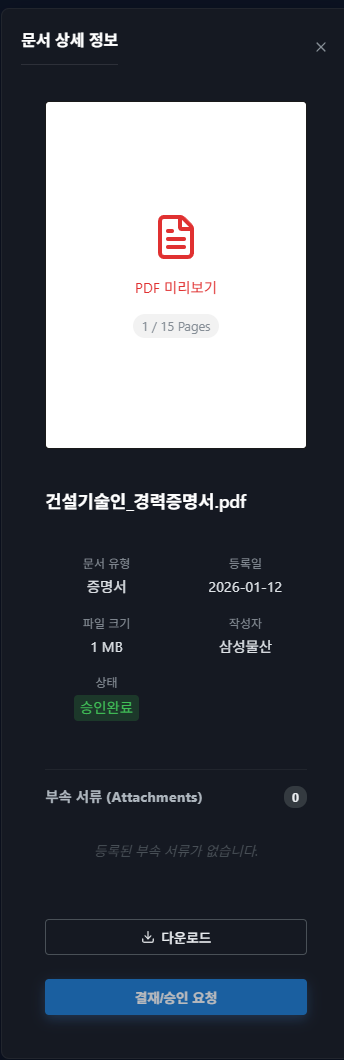 문서 상세 정보
PDF 미리보기
1 / 15 Pages
건설기술인_경력증명서.pdf
문서 유형
등록일
증명서
2026-01-12
파일 크기
작성자
1 MB
삼성물산
상태
승인완료
부속 서류 (Attachments)
0
등록된 부속 서류가 없습니다.
다운로드
결재/승인 요청